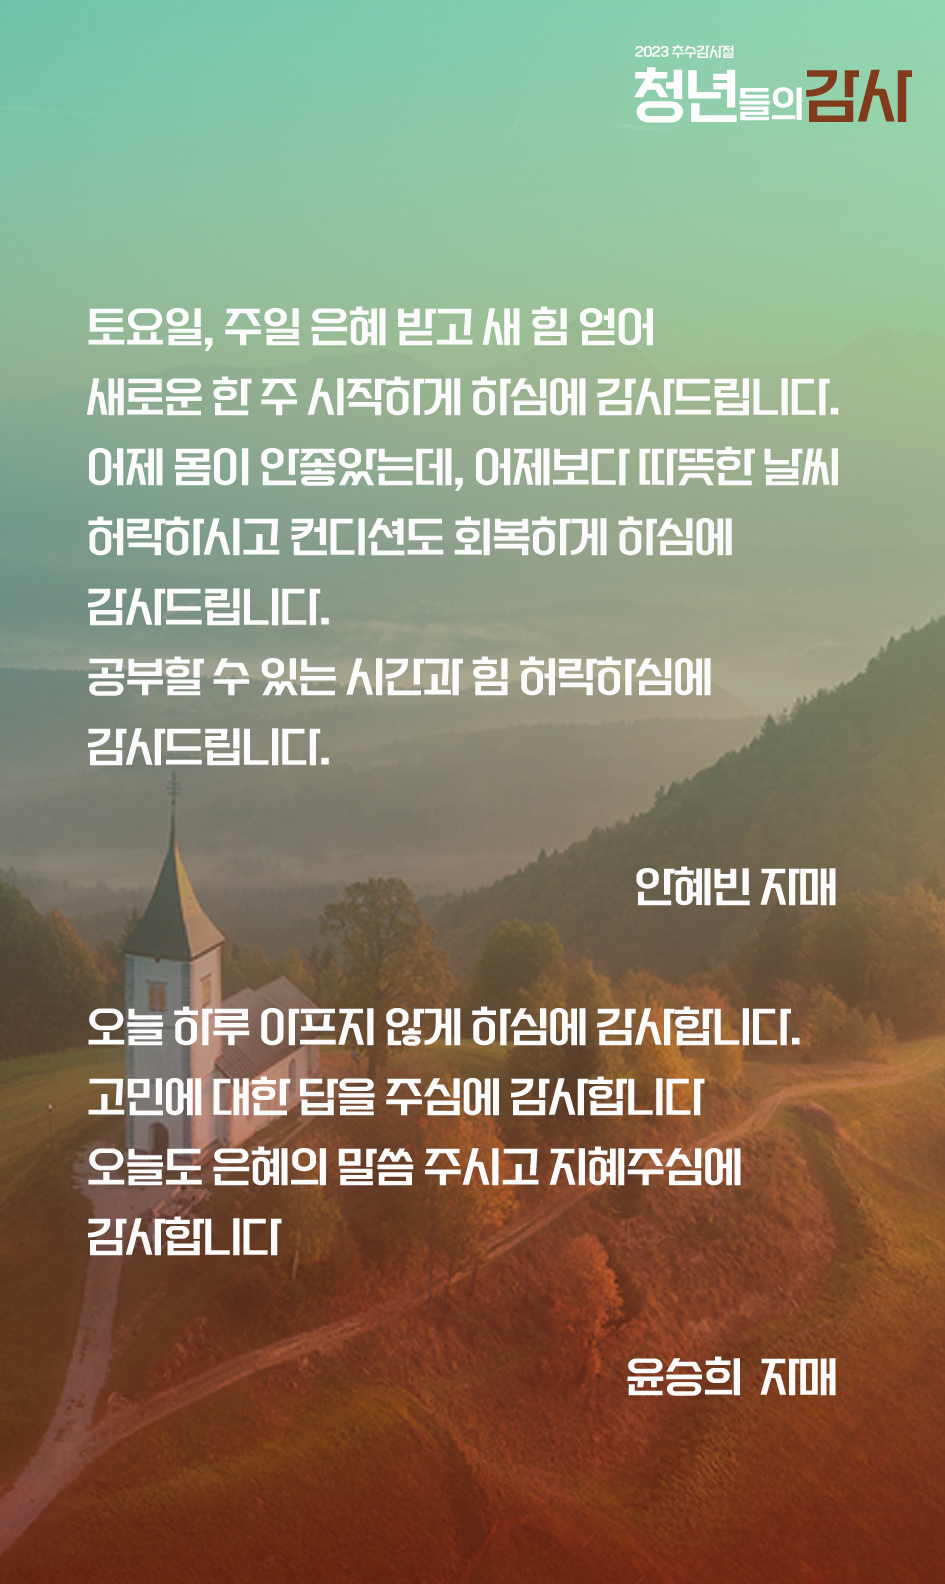 2023 추수감사절
청년들의감사
토요일, 주일 은혜 받고 새 힘 얻어
새로운 한 주 시작하게 하심에 감사드립니다.
어제 몸이 안좋았는데, 어제보다 따뜻한 날씨
허락하시고 컨디션도 회복하게 하심에
감사드립니다.
공부할 수 있는 시간과 힘 허락하심에
감사드립니다.
안혜빈 자매
오늘 하루 아프지 않게 하심에 감사합니다.
고민에 대한 답을 주심에 감사합니다
오늘도 은혜의 말씀 주시고 지혜주심에
감사합니다
윤승희 자매